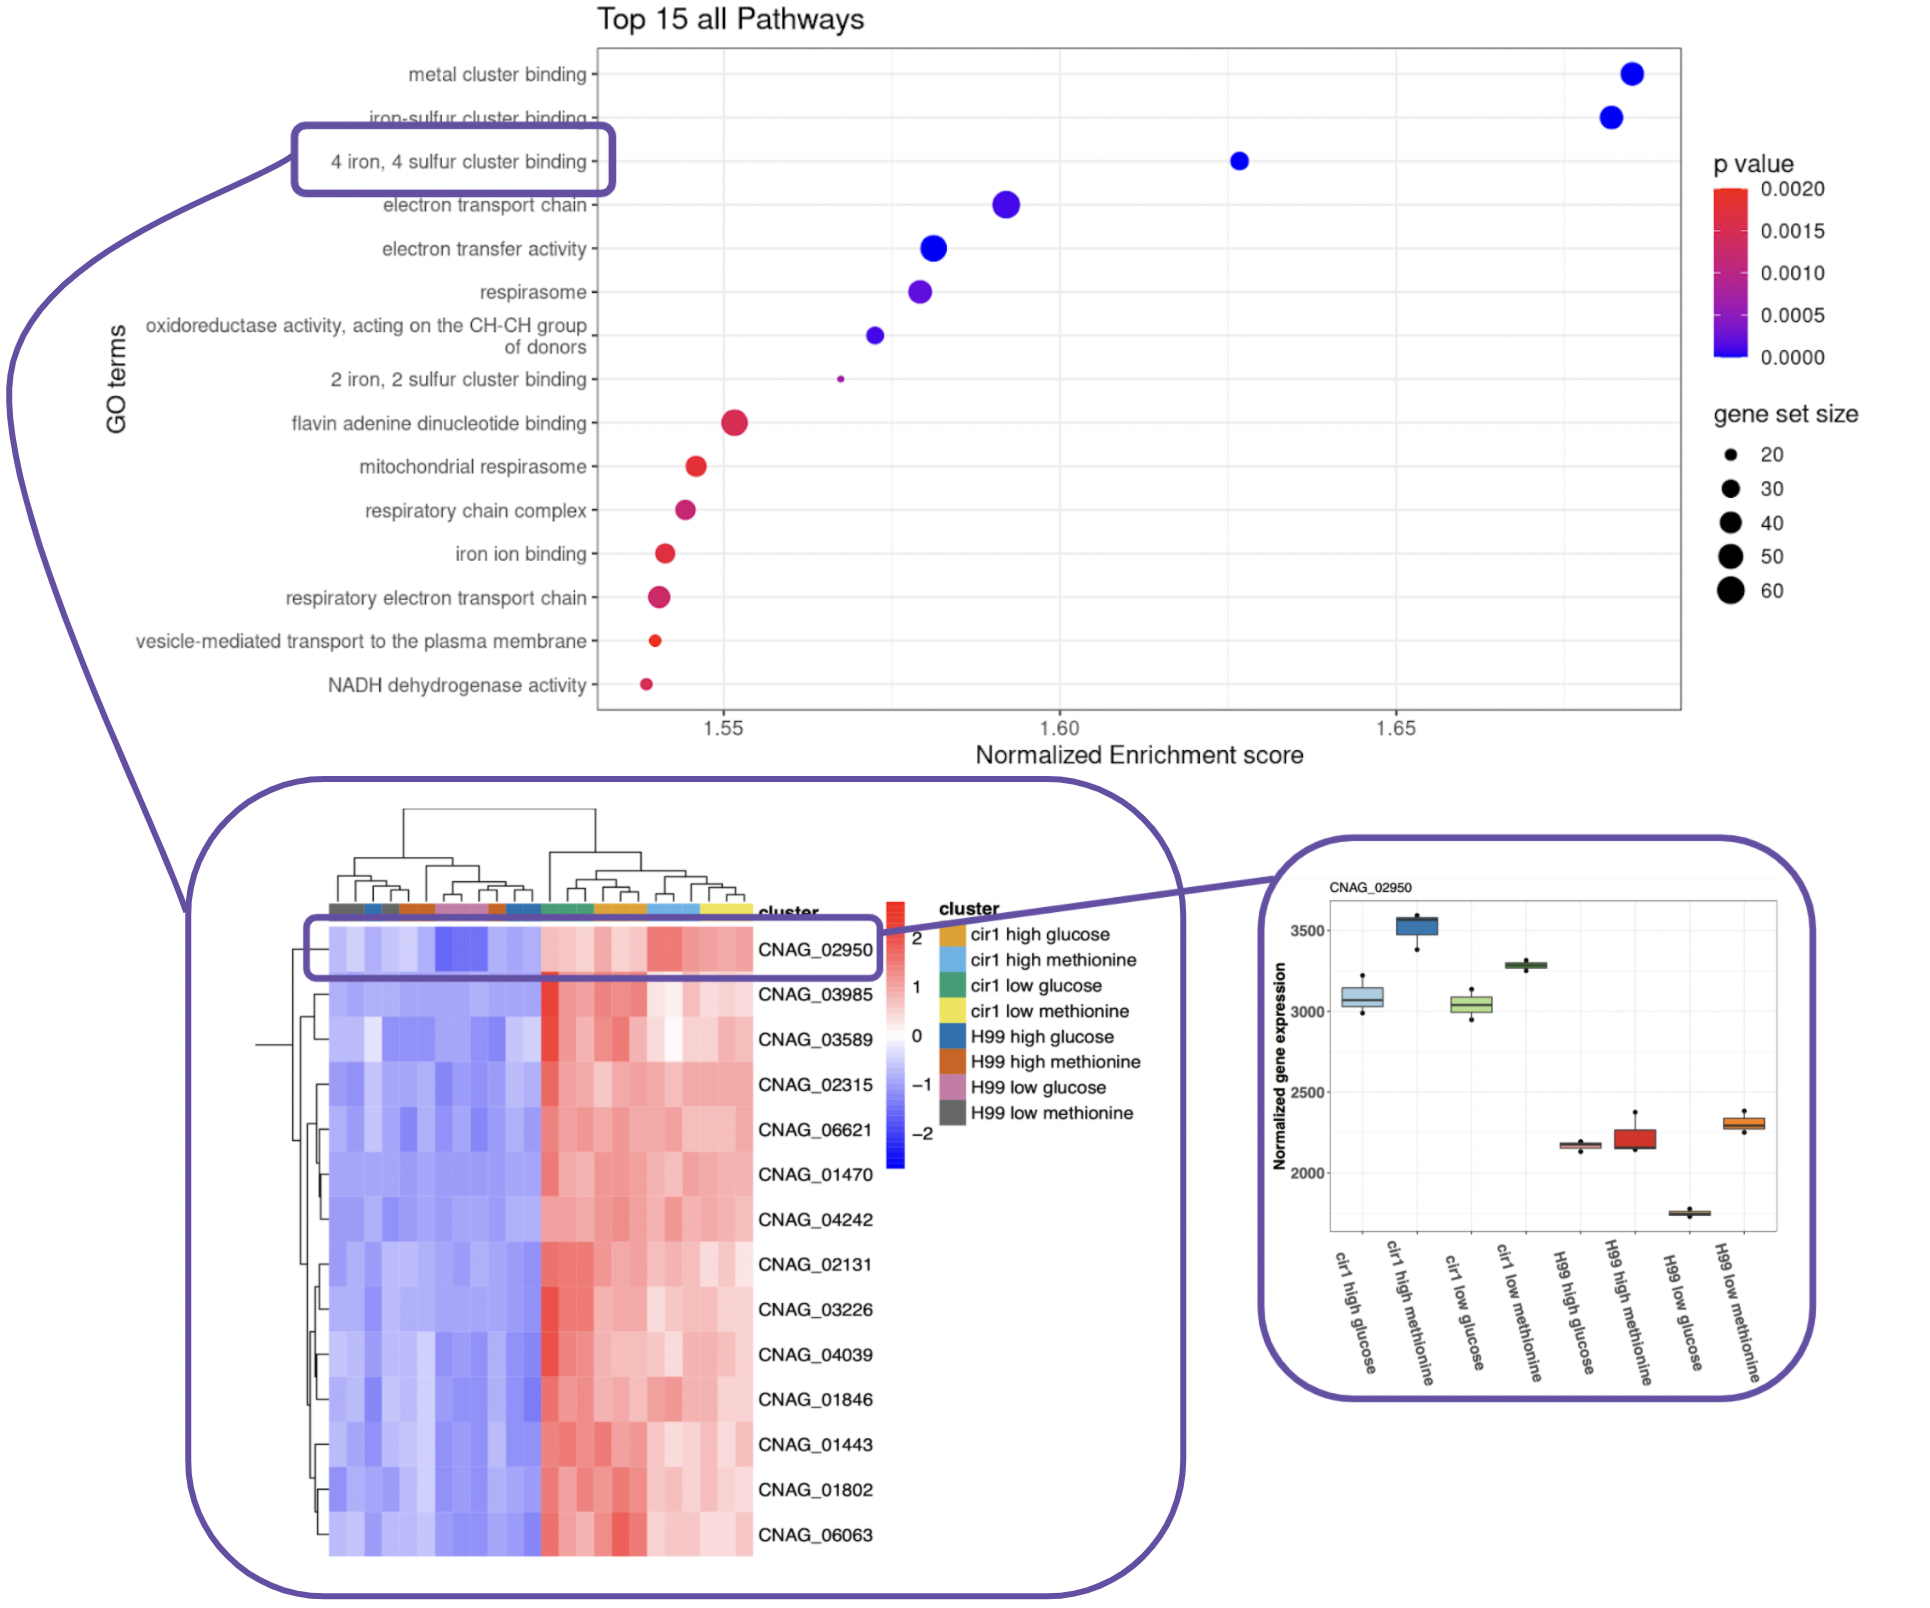 Top 15 all Pathways
metal cluster binding
iron-sulfur cluster binding
4 iron, 4 sulfur cluster binding
electron transport chain
electron transfer activity
respirasome
oxidoreductase activity, acting on the CH-CH group
of donors
2 iron, 2 sulfur cluster binding
flavin adenine dinucleotide binding
mitochondrial respirasome
respiratory chain complex
iron ion binding
respiratory electron transport chain
vesicle-mediated transport to the plasma membrane
NADH dehydrogenase activity
GO terms
1.55
1.60
1.65
Normalized Enrichment score
p value
0.0020
0.0015
0.0010
0.0005
0.0000
gene set size
20
30
40
50
60
cluster
CNAG_02950
CNAG_03985
CNAG_03589
CNAG_02315
CNAG_06621
CNAG_01470
CNAG_04242
CNAG_02131
CNAG_03226
CNAG_04039
CNAG_01846
CNAG_01443
CNAG_01802
CNAG_06063
2
1
0
−1
−2
cluster
cir1 high glucose
cir1 high methionine
cir1 low glucose
cir1 low methionine
H99 high glucose
H99 high methionine
H99 low glucose
H99 low methionine
CNAG_02950
Normalized gene expression
3500
3000
2500
2000
cir1 high glucose
cir1 high methionine
cir1 low glucose
cir1 low methionine
H99 high glucose
H99 high methionine
H99 low glucose
H99 low methionine